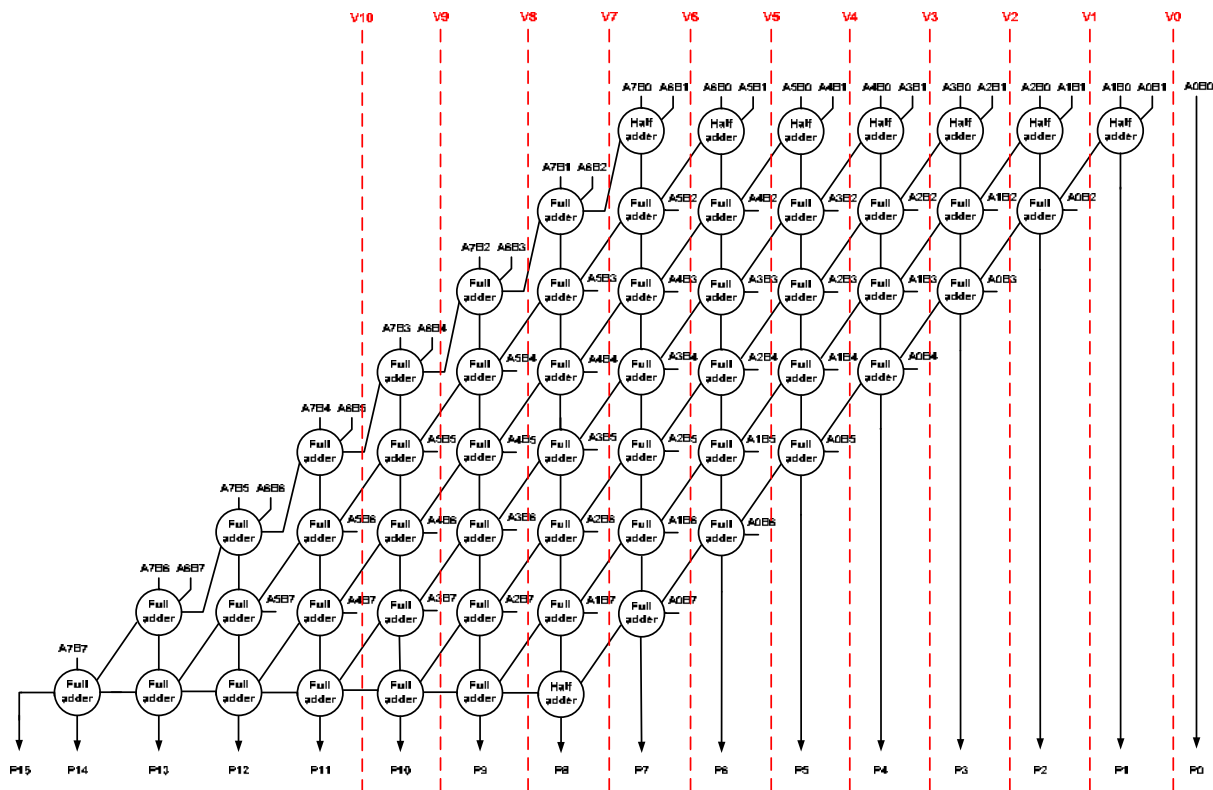 V10 V9 V8 V7 V6 V5 V4 V3 V2 V1 V0
A7B0 A6B1 A6B0 A5B1 A5B0 A4B1 A4B0 A3B1 A3B0 A2B1 A2B0 A1B1 A1B0 A0B1 A0B0
Half adder Half adder Half adder Half adder Half adder Half adder Half adder
A7B1 A6B2
Full adder Full adder A5B2 Full adder A4B2 Full adder A3B2 Full adder A2B2 Full adder A1B2 Full adder A0B2
A7B2 A6B3
Full adder Full adder A5B3 Full adder A4B3 Full adder A3B3 Full adder A2B3 Full adder A1B3 Full adder A0B3
A7B3 A6B4
Full adder Full adder A5B4 Full adder A4B4 Full adder A3B4 Full adder A2B4 Full adder A1B4 Full adder A0B4
A7B4 A6B5
Full adder Full adder A5B5 Full adder A4B5 Full adder A3B5 Full adder A2B5 Full adder A1B5 Full adder A0B5
A7B5 A6B6
Full adder Full adder A5B6 Full adder A4B6 Full adder A3B6 Full adder A2B6 Full adder A1B6 Full adder A0B6
A7B6 A6B7
Full adder Full adder A5B7 Full adder A4B7 Full adder A3B7 Full adder A2B7 Full adder A1B7 Full adder A0B7
A7B7
Full adder Full adder Full adder Full adder Full adder Full adder Half adder
P15 P14 P13 P12 P11 P10 P9 P8 P7 P6 P5 P4 P3 P2 P1 P0